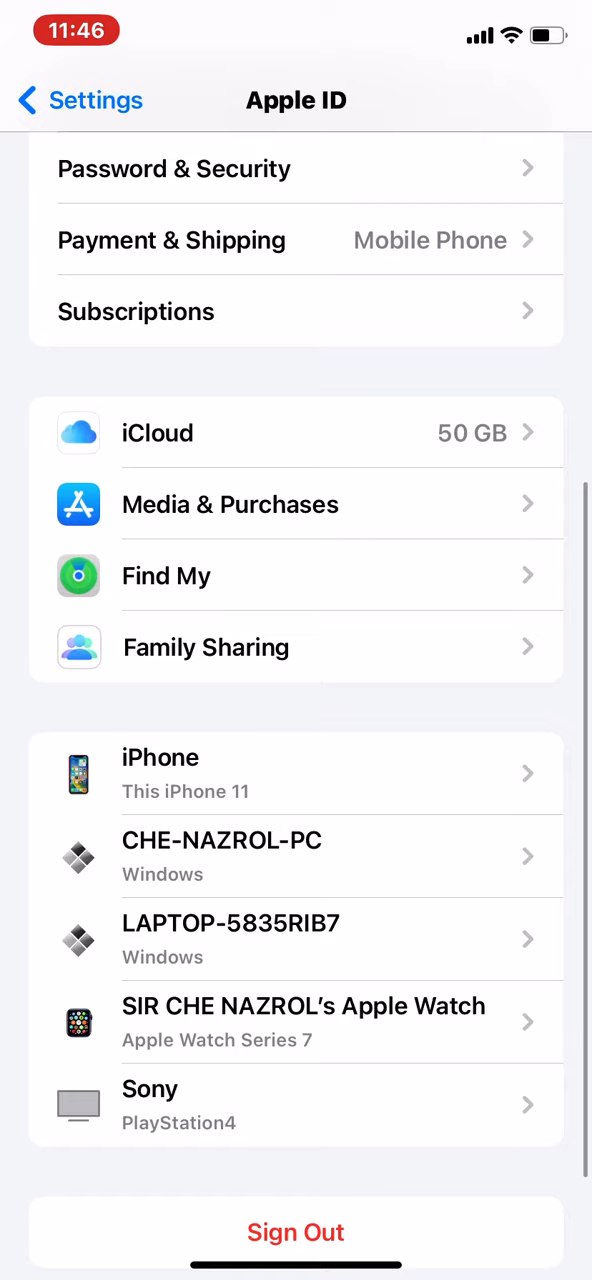 11:46
Settings
Apple ID
Password & Security
Payment & Shipping Mobile Phone
Subscriptions
iCloud 50 GB
Media & Purchases
Find My
Family Sharing
iPhone
This iPhone 11
CHE-NAZROL-PC
Windows
LAPTOP-5835RIB7
Windows
SIR CHE NAZROL’s Apple Watch
Apple Watch Series 7
Sony
PlayStation4
Sign Out